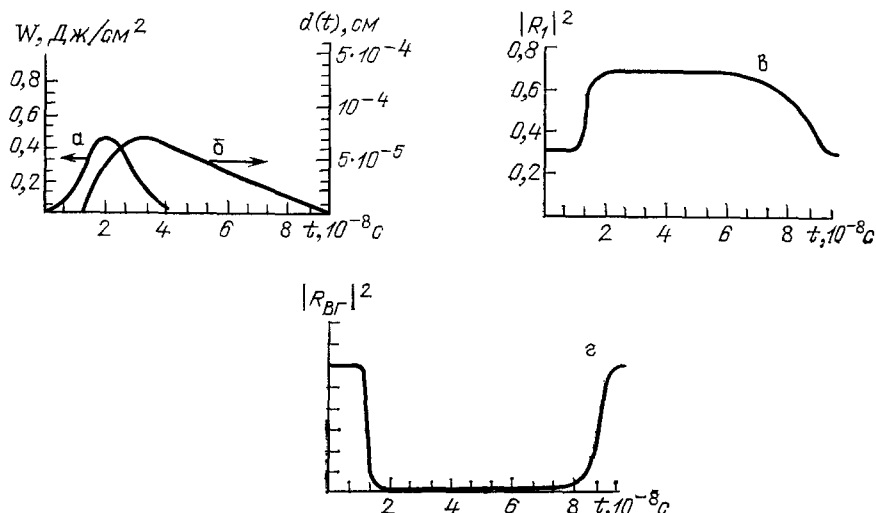 W, Дж/см²
d(t), см
0,8
0,6
0,4
0,2
а
б
5·10⁻⁴
10⁻⁴
5·10⁻⁵
2 4 6 8 t,10⁻⁸с
|R₁|²
0,8
0,6
0,4
0,2
в
2 4 6 8 t,10⁻⁸с
|R_ВГ|²
г
2 4 6 8 t,10⁻⁸с